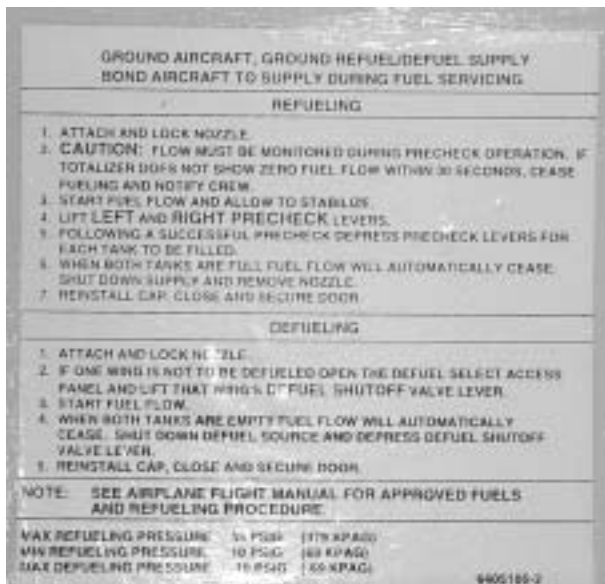 GROUND AIRCRAFT, GROUND REFUEL/DEFUEL SUPPLY
BOND AIRCRAFT TO SUPPLY DURING FUEL SERVICING
REFUELING
1. ATTACH AND LOCK NOZZLE.
2. CAUTION: FLOW MUST BE MONITORED DURING PRECHECK OPERATION. IF
TOTALIZER DOES NOT SHOW ZERO FUEL FLOW WITHIN 30 SECONDS, CEASE
FUELING AND NOTIFY CREW.
3. START FUEL FLOW AND ALLOW TO STABILIZE.
4. LIFT LEFT AND RIGHT PRECHECK LEVERS.
5. FOLLOWING A SUCCESSFUL PRECHECK DEPRESS PRECHECK LEVERS FOR
EACH TANK TO BE FILLED.
6. WHEN BOTH TANKS ARE FULL FUEL FLOW WILL AUTOMATICALLY CEASE.
SHUT DOWN SUPPLY AND REMOVE NOZZLE.
7. REINSTALL CAP, CLOSE AND SECURE DOOR.
DEFUELING
1. ATTACH AND LOCK NOZZLE.
2. IF ONE WING IS NOT TO BE DEFUELED OPEN THE DEFUEL SELECT ACCESS
PANEL AND LIFT THAT WING'S DEFUEL SHUTOFF VALVE LEVER.
3. START FUEL FLOW.
4. WHEN BOTH TANKS ARE EMPTY FUEL FLOW WILL AUTOMATICALLY
CEASE. SHUT DOWN DEFUEL SOURCE AND DEPRESS DEFUEL SHUTOFF
VALVE LEVER.
5. REINSTALL CAP, CLOSE AND SECURE DOOR.
NOTE: SEE AIRPLANE FLIGHT MANUAL FOR APPROVED FUELS
AND REFUELING PROCEDURE.
MAX REFUELING PRESSURE PSIG (379 KPAG)
MIN REFUELING PRESSURE 10 PSIG (69 KPAG)
MAX DEFUELING PRESSURE PSIG (69 KPAG)
6405105-2